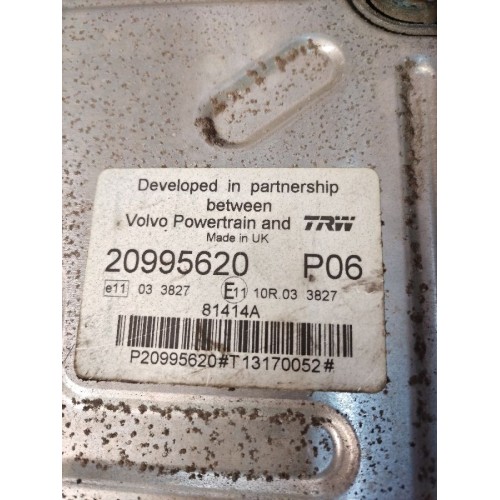 Developed in partnership
between
Volvo Powertrain and TRW
Made in UK
20995620 P06
e11 03 3827 E11 10R.03 3827
81414A
P20995620#T13170052#